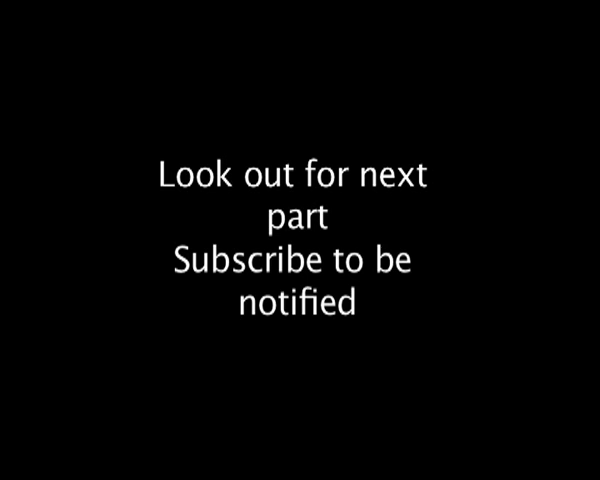 Look out for next
part
Subscribe to be
notified